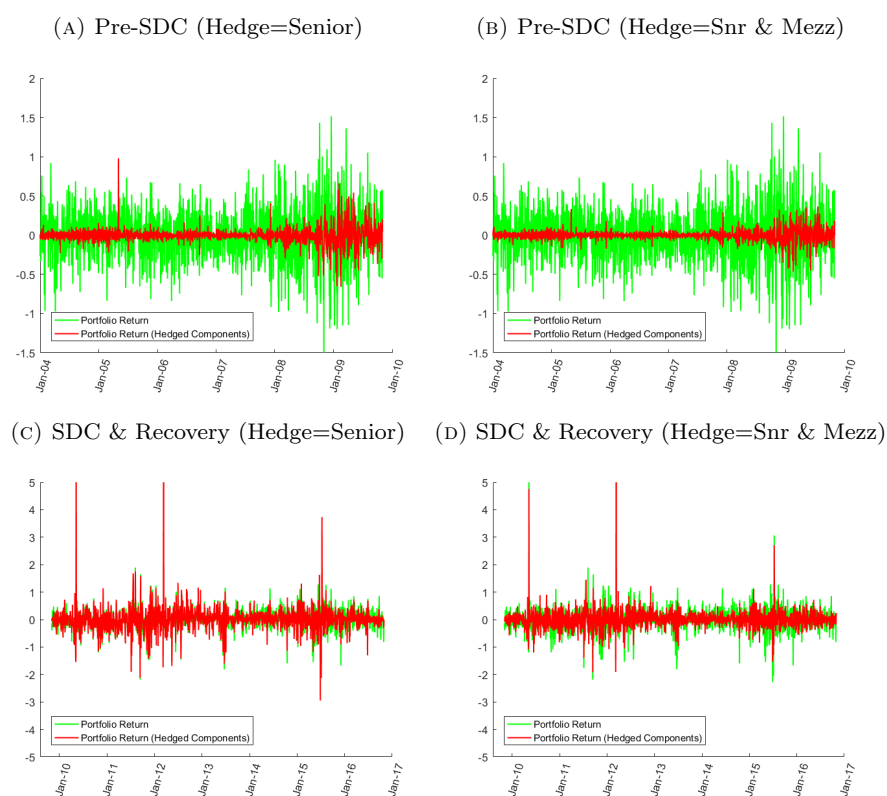 (A) Pre-SDC (Hedge=Senior)
(B) Pre-SDC (Hedge=Snr & Mezz)
2
1.5
1
0.5
0
-0.5
-1
-1.5
Portfolio Return
Portfolio Return (Hedged Components)
Jan-04
Jan-05
Jan-06
Jan-07
Jan-08
Jan-09
Jan-10
2
1.5
1
0.5
0
-0.5
-1
-1.5
Portfolio Return
Portfolio Return (Hedged Components)
Jan-04
Jan-05
Jan-06
Jan-07
Jan-08
Jan-09
Jan-10
(C) SDC & Recovery (Hedge=Senior)
(D) SDC & Recovery (Hedge=Snr & Mezz)
5
4
3
2
1
0
-1
-2
-3
-4
-5
Portfolio Return
Portfolio Return (Hedged Components)
Jan-10
Jan-11
Jan-12
Jan-13
Jan-14
Jan-15
Jan-16
Jan-17
5
4
3
2
1
0
-1
-2
-3
-4
-5
Portfolio Return
Portfolio Return (Hedged Components)
Jan-10
Jan-11
Jan-12
Jan-13
Jan-14
Jan-15
Jan-16
Jan-17